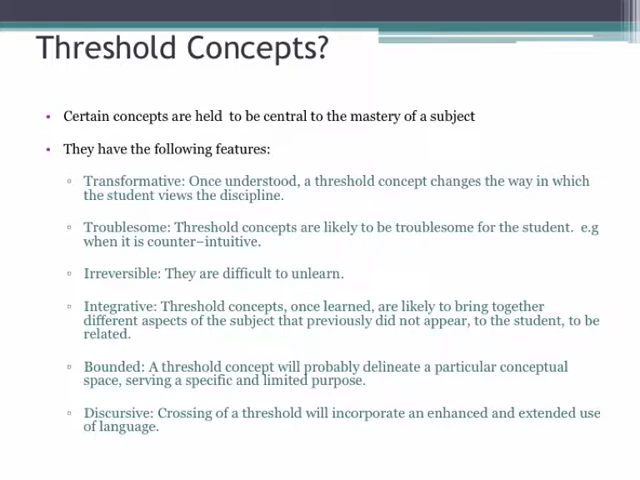 Threshold Concepts?
• Certain concepts are held  to be central to the mastery of a subject
• They have the following features:
▫ Transformative: Once understood, a threshold concept changes the way in which
the student views the discipline.
▫ Troublesome: Threshold concepts are likely to be troublesome for the student.  e.g
when it is counter–intuitive.
▫ Irreversible: They are difficult to unlearn.
▫ Integrative: Threshold concepts, once learned, are likely to bring together
different aspects of the subject that previously did not appear, to the student, to be
related.
▫ Bounded: A threshold concept will probably delineate a particular conceptual
space, serving a specific and limited purpose.
▫ Discursive: Crossing of a threshold will incorporate an enhanced and extended use
of language.